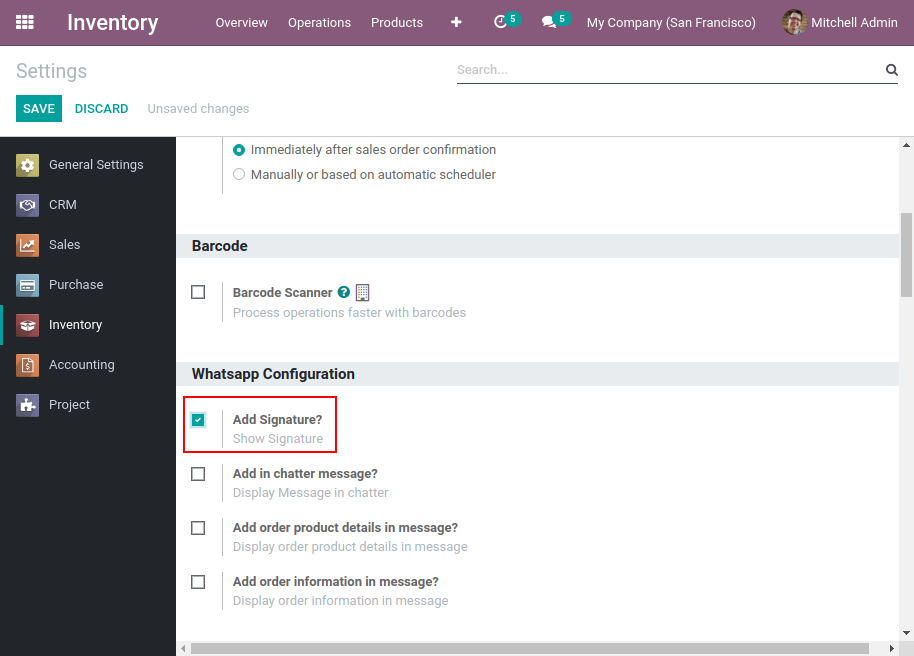 Inventory Overview Operations Products + 5 5 My Company (San Francisco) Mitchell Admin
Settings
Search...
SAVE DISCARD Unsaved changes
General Settings
CRM
Sales
Purchase
Inventory
Accounting
Project
Immediately after sales order confirmation
Manually or based on automatic scheduler
Barcode
Barcode Scanner ?
Process operations faster with barcodes
Whatsapp Configuration
Add Signature?
Show Signature
Add in chatter message?
Display Message in chatter
Add order product details in message?
Display order product details in message
Add order information in message?
Display order information in message